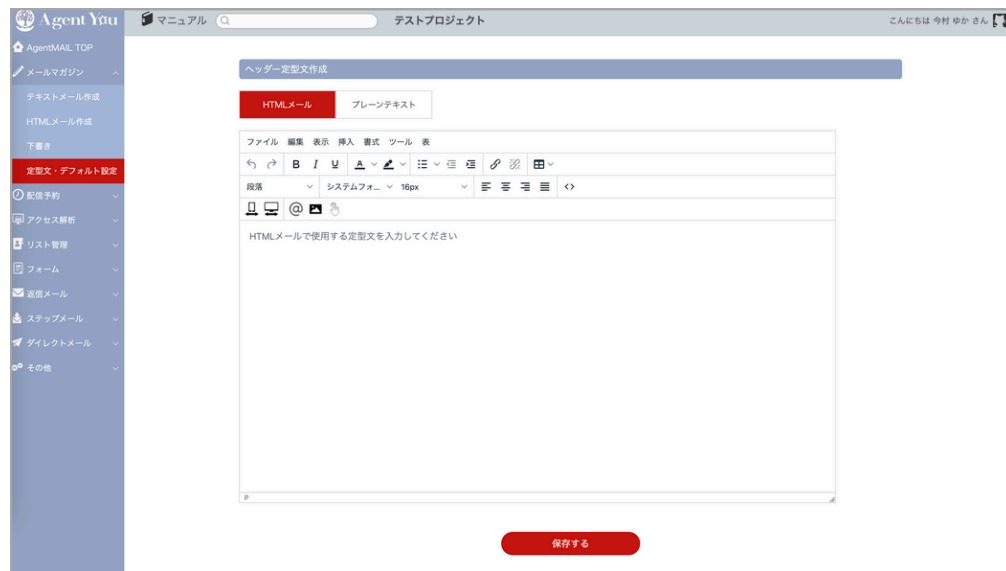 Agent You
マニュアル
テストプロジェクト
こんにちは 今村 ゆか さん
AgentMAIL TOP
メールマガジン
テキストメール作成
HTMLメール作成
下書き
定型文・デフォルト設定
配信予約
アクセス解析
リスト管理
フォーム
返信メール
ステップメール
ダイレクトメール
その他
ヘッダー定型文作成
HTMLメール プレーンテキスト
ファイル 編集 表示 挿入 書式 ツール 表
B I U A
段落 システムフォ... 16px
@
HTMLメールで使用する定型文を入力してください
P
保存する